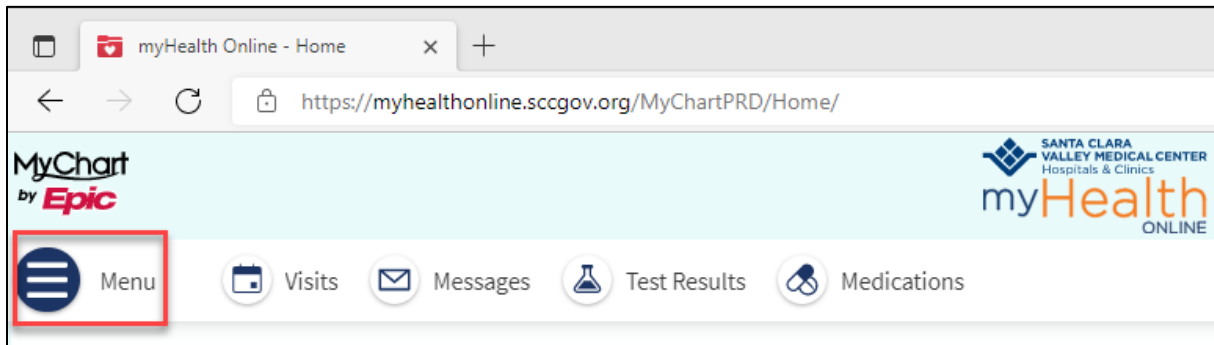 myHealth Online - Home
https://myhealthonline.sccgov.org/MyChartPRD/Home/
MyChart
by Epic
SANTA CLARA
VALLEY MEDICAL CENTER
Hospitals & Clinics
myHealth
ONLINE
Menu Visits Messages Test Results Medications